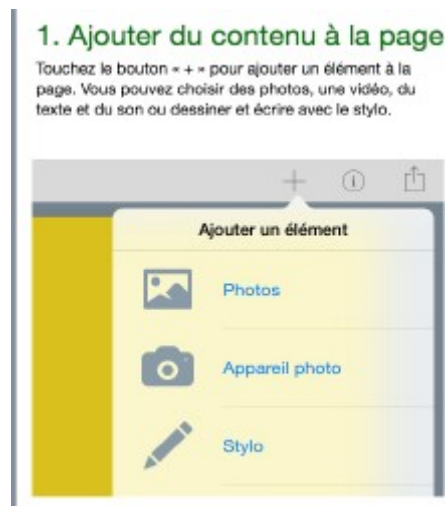 1. Ajouter du contenu à la page
Touchez le bouton « + » pour ajouter un élément à la
page. Vous pouvez choisir des photos, une vidéo, du
texte et du son ou dessiner et écrire avec le stylo.
Ajouter un élément
Photos
Appareil photo
Stylo